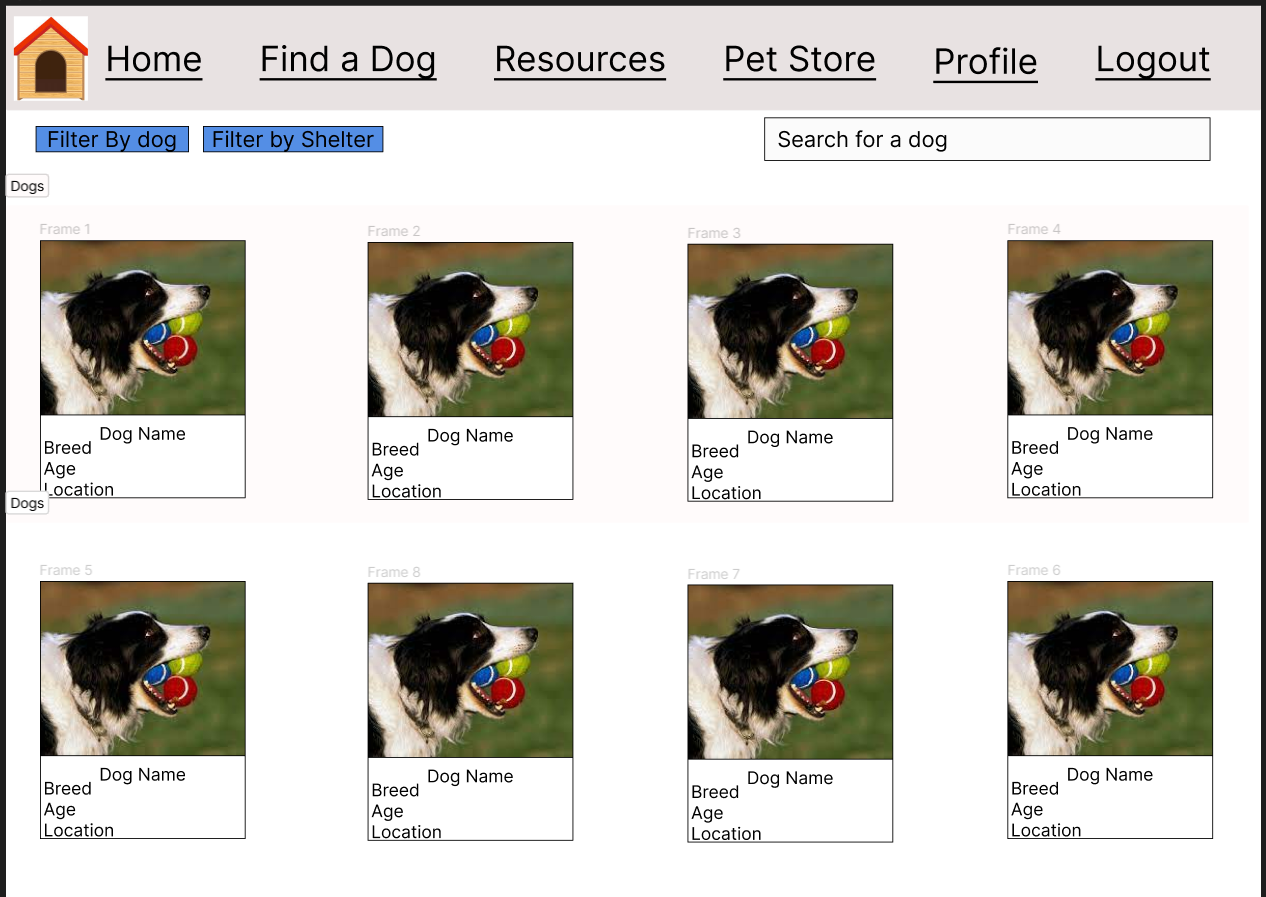 Home Find a Dog Resources Pet Store Profile Logout
Filter By dog Filter by Shelter Search for a dog
Dogs
Frame 1 Frame 2 Frame 3 Frame 4
Dog Name Dog Name Dog Name Dog Name
Breed Breed Breed Breed
Age Age Age Age
Location Location Location Location
Dogs
Frame 5 Frame 8 Frame 7 Frame 6
Dog Name Dog Name Dog Name Dog Name
Breed Breed Breed Breed
Age Age Age Age
Location Location Location Location